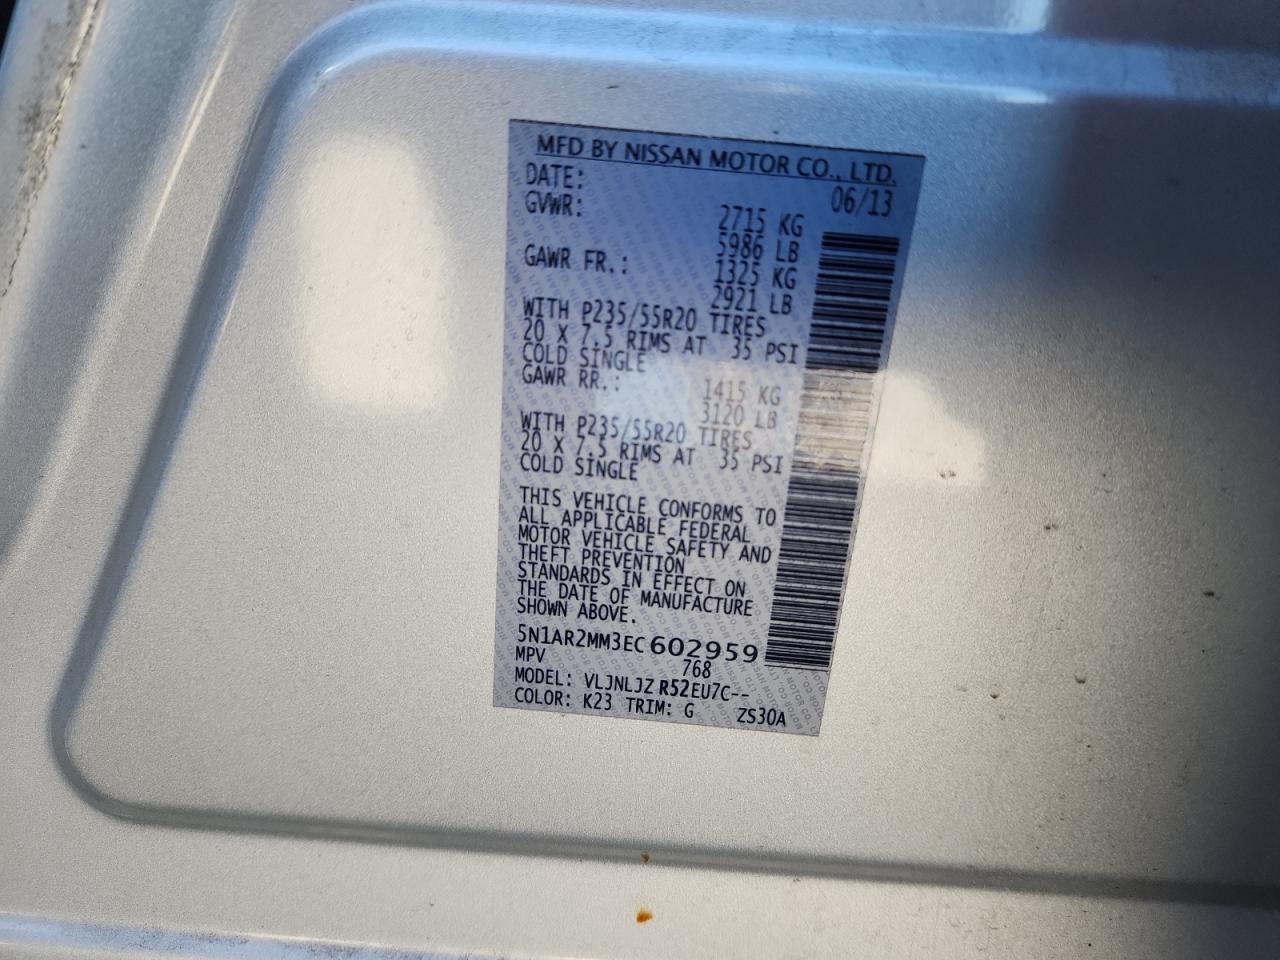 MFD BY NISSAN MOTOR CO., LTD.
DATE: 06/13
GVWR: 2715 KG
5986 LB
GAWR FR.: 1325 KG
2921 LB
WITH P235/55R20 TIRES
20 X 7.5 RIMS AT 35 PSI
COLD SINGLE
GAWR RR.: 1415 KG
3120 LB
WITH P235/55R20 TIRES
20 X 7.5 RIMS AT 35 PSI
COLD SINGLE
THIS VEHICLE CONFORMS TO
ALL APPLICABLE FEDERAL
MOTOR VEHICLE SAFETY AND
THEFT PREVENTION
STANDARDS IN EFFECT ON
THE DATE OF MANUFACTURE
SHOWN ABOVE.
5N1AR2MM3EC602959
MPV 768
MODEL: VLJNLJZ R52EU7C--
COLOR: K23 TRIM: G ZS30A